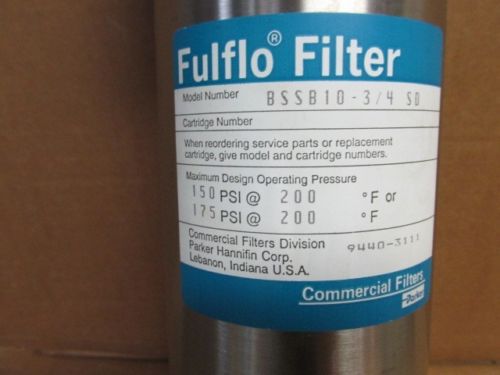 Fulflo® Filter
Model Number BSSB10-3/4 SD
Cartridge Number
When reordering service parts or replacement
cartridge, give model and cartridge numbers.
Maximum Design Operating Pressure
150 PSI @ 200 °F or
175 PSI @ 200 °F
Commercial Filters Division
Parker Hannifin Corp.
Lebanon, Indiana U.S.A.
9440-3111
Commercial Filters
Parker